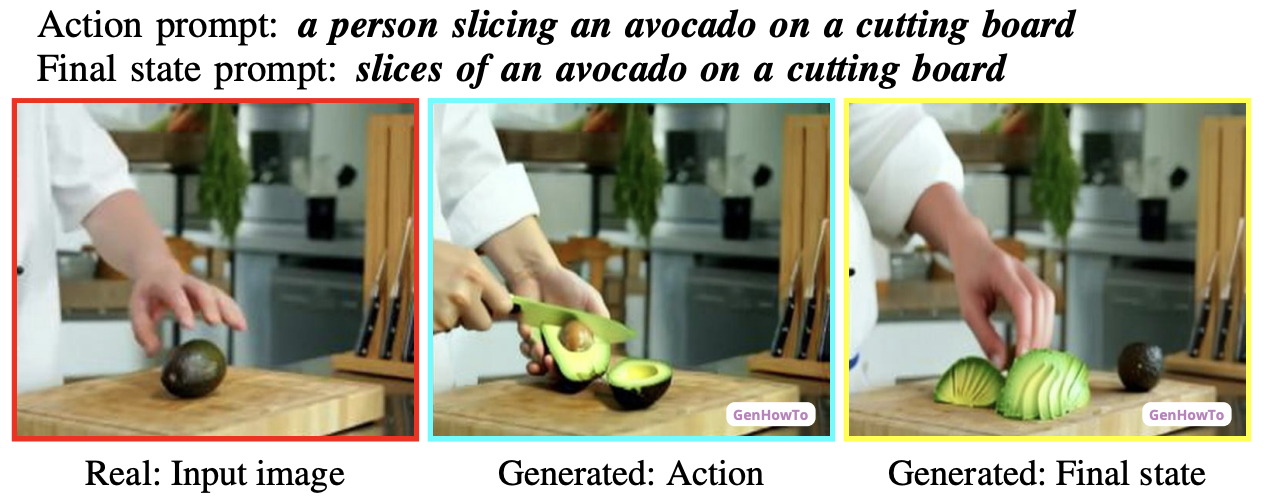 Action prompt: a person slicing an avocado on a cutting board
Final state prompt: slices of an avocado on a cutting board
GenHowTo
GenHowTo
Real: Input image
Generated: Action
Generated: Final state